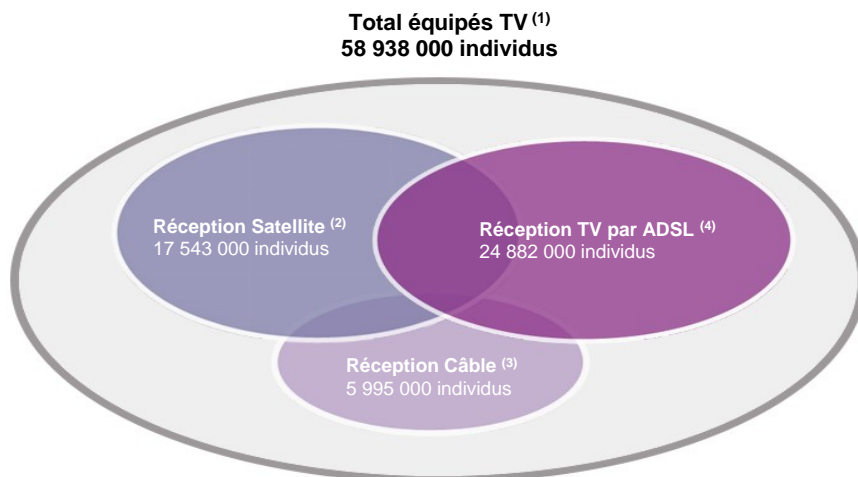 Total équipés TV (1)
58 938 000 individus
Réception Satellite (2)
17 543 000 individus
Réception TV par ADSL (4)
24 882 000 individus
Réception Câble (3)
5 995 000 individus